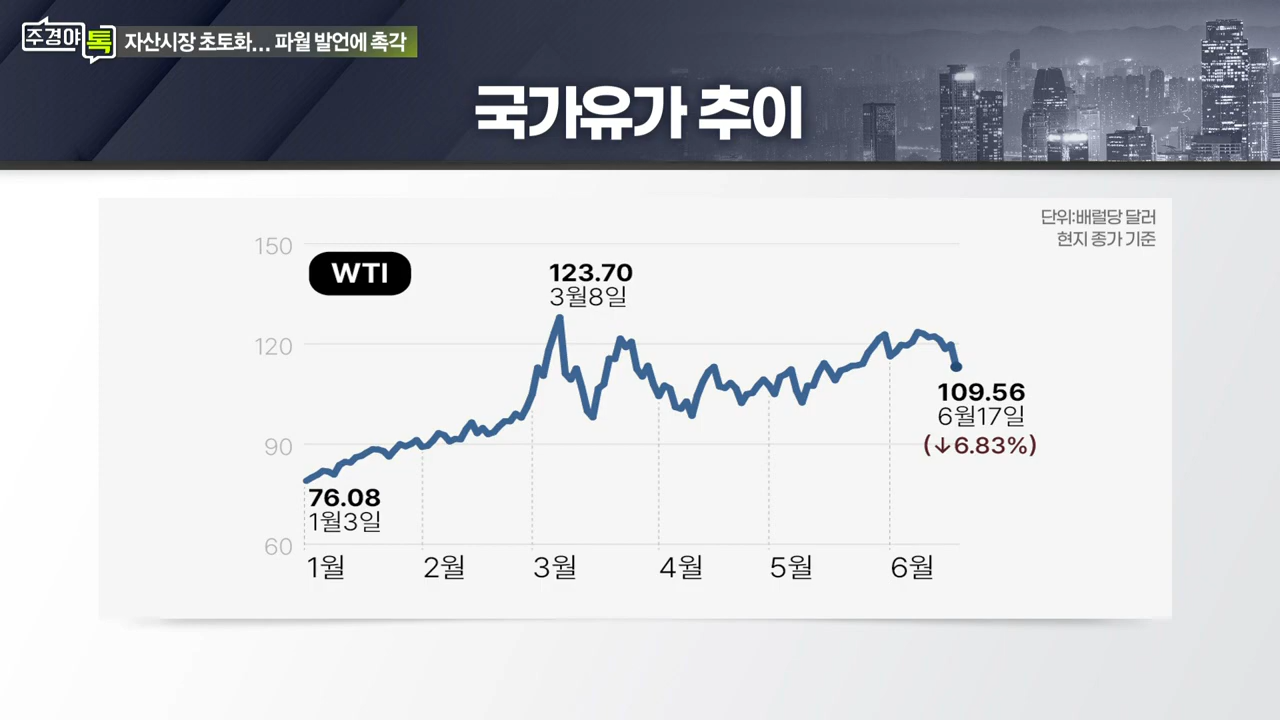 주경야톡
자산시장 초토화... 파월 발언에 촉각
국가유가 추이
단위:배럴당 달러
현지 종가 기준
150
WTI
123.70
3월8일
120
109.56
6월17일
(↓6.83%)
90
76.08
1월3일
60
1월 2월 3월 4월 5월 6월